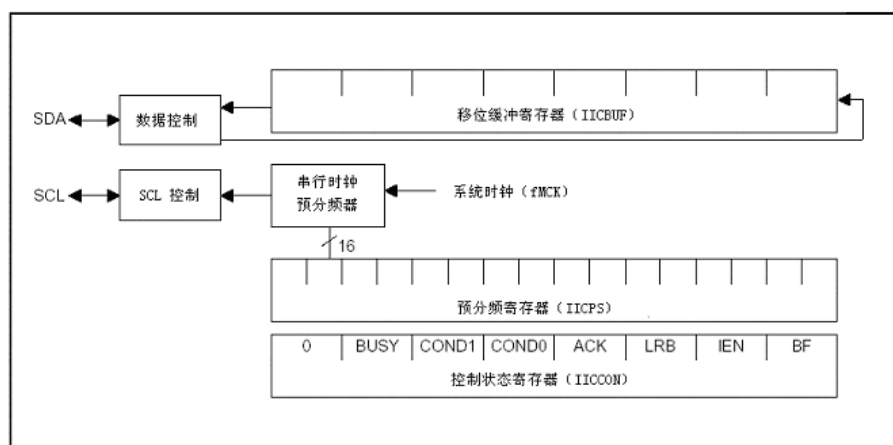 SDA
数据控制
移位缓冲寄存器（IICBUF）
SCL
SCL 控制
串行时钟
预分频器
系统时钟（fMCK）
16
预分频寄存器（IICPS）
0 BUSY COND1 COND0 ACK LRB IEN BF
控制状态寄存器（IICCON）